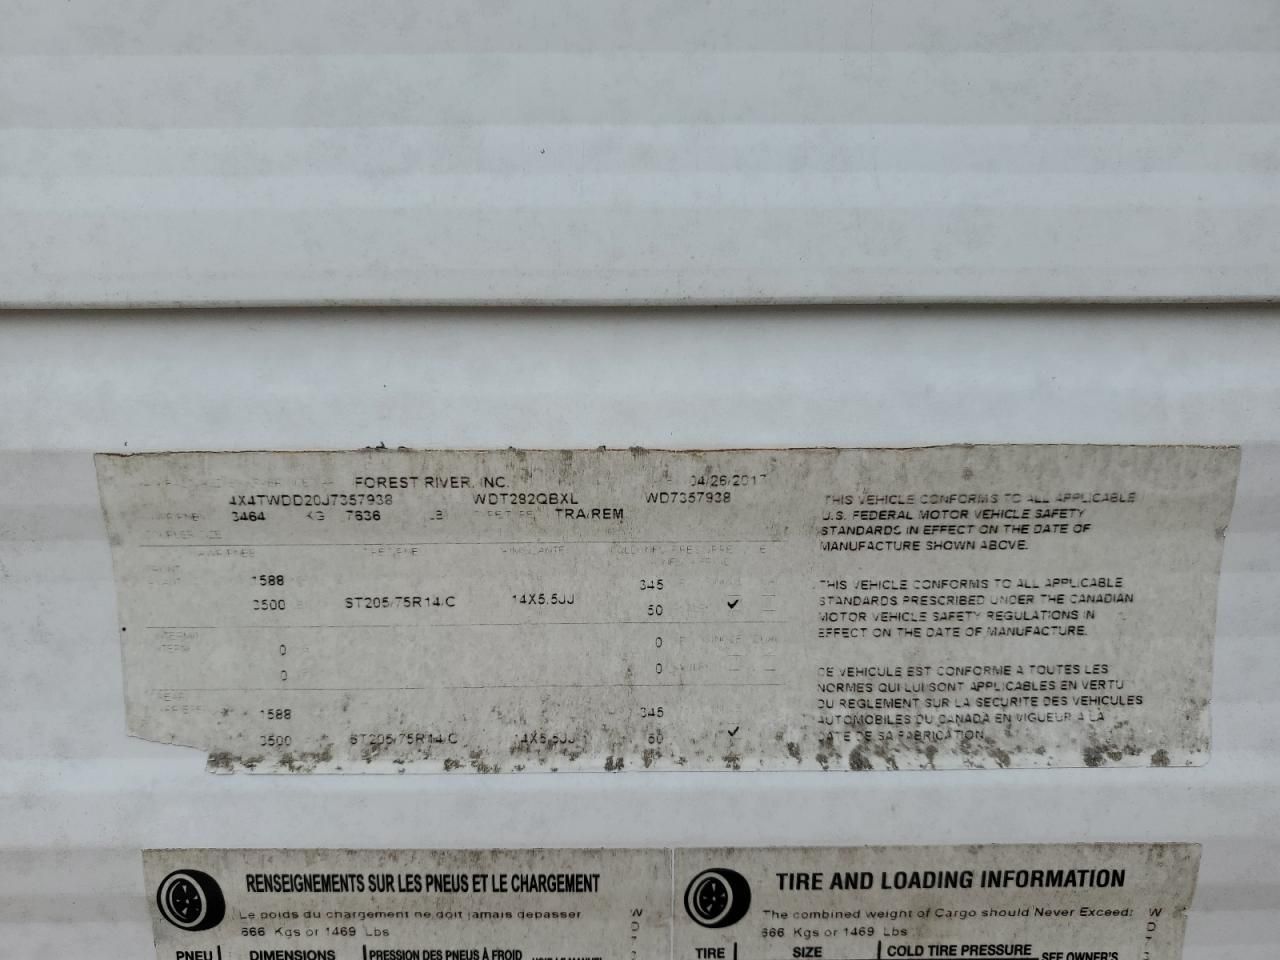 FOREST RIVER, INC. 04/26/2017
4X4TWDD20J7357938 WDT282QBXL WD7357938
3464 KG 7636 LB TRA/REM
1588 345
3500 ST205/75R14/C 14X5.5JJ 50 ✓
0 0
0 0
1588 345
3500 ST205/75R14/C 14X5.5JJ 50 ✓
THIS VEHICLE CONFORMS TO ALL APPLICABLE
U.S. FEDERAL MOTOR VEHICLE SAFETY
STANDARDS IN EFFECT ON THE DATE OF
MANUFACTURE SHOWN ABOVE.
THIS VEHICLE CONFORMS TO ALL APPLICABLE
STANDARDS PRESCRIBED UNDER THE CANADIAN
MOTOR VEHICLE SAFETY REGULATIONS IN
EFFECT ON THE DATE OF MANUFACTURE.
CE VEHICULE EST CONFORME A TOUTES LES
NORMES QUI LUI SONT APPLICABLES EN VERTU
DU REGLEMENT SUR LA SECURITE DES VEHICULES
AUTOMOBILES DU CANADA EN VIGUEUR A LA
DATE DE SA FABRICATION
RENSEIGNEMENTS SUR LES PNEUS ET LE CHARGEMENT
Le poids du chargement ne doit jamais depasser
666 Kgs or 1469 Lbs
PNEU DIMENSIONS PRESSION DES PNEUS À FROID
W
D
7
TIRE AND LOADING INFORMATION
The combined weight of Cargo should Never Exceed:
666 Kgs or 1469 Lbs
TIRE SIZE COLD TIRE PRESSURE SEE OWNER'S
W
D
7
3